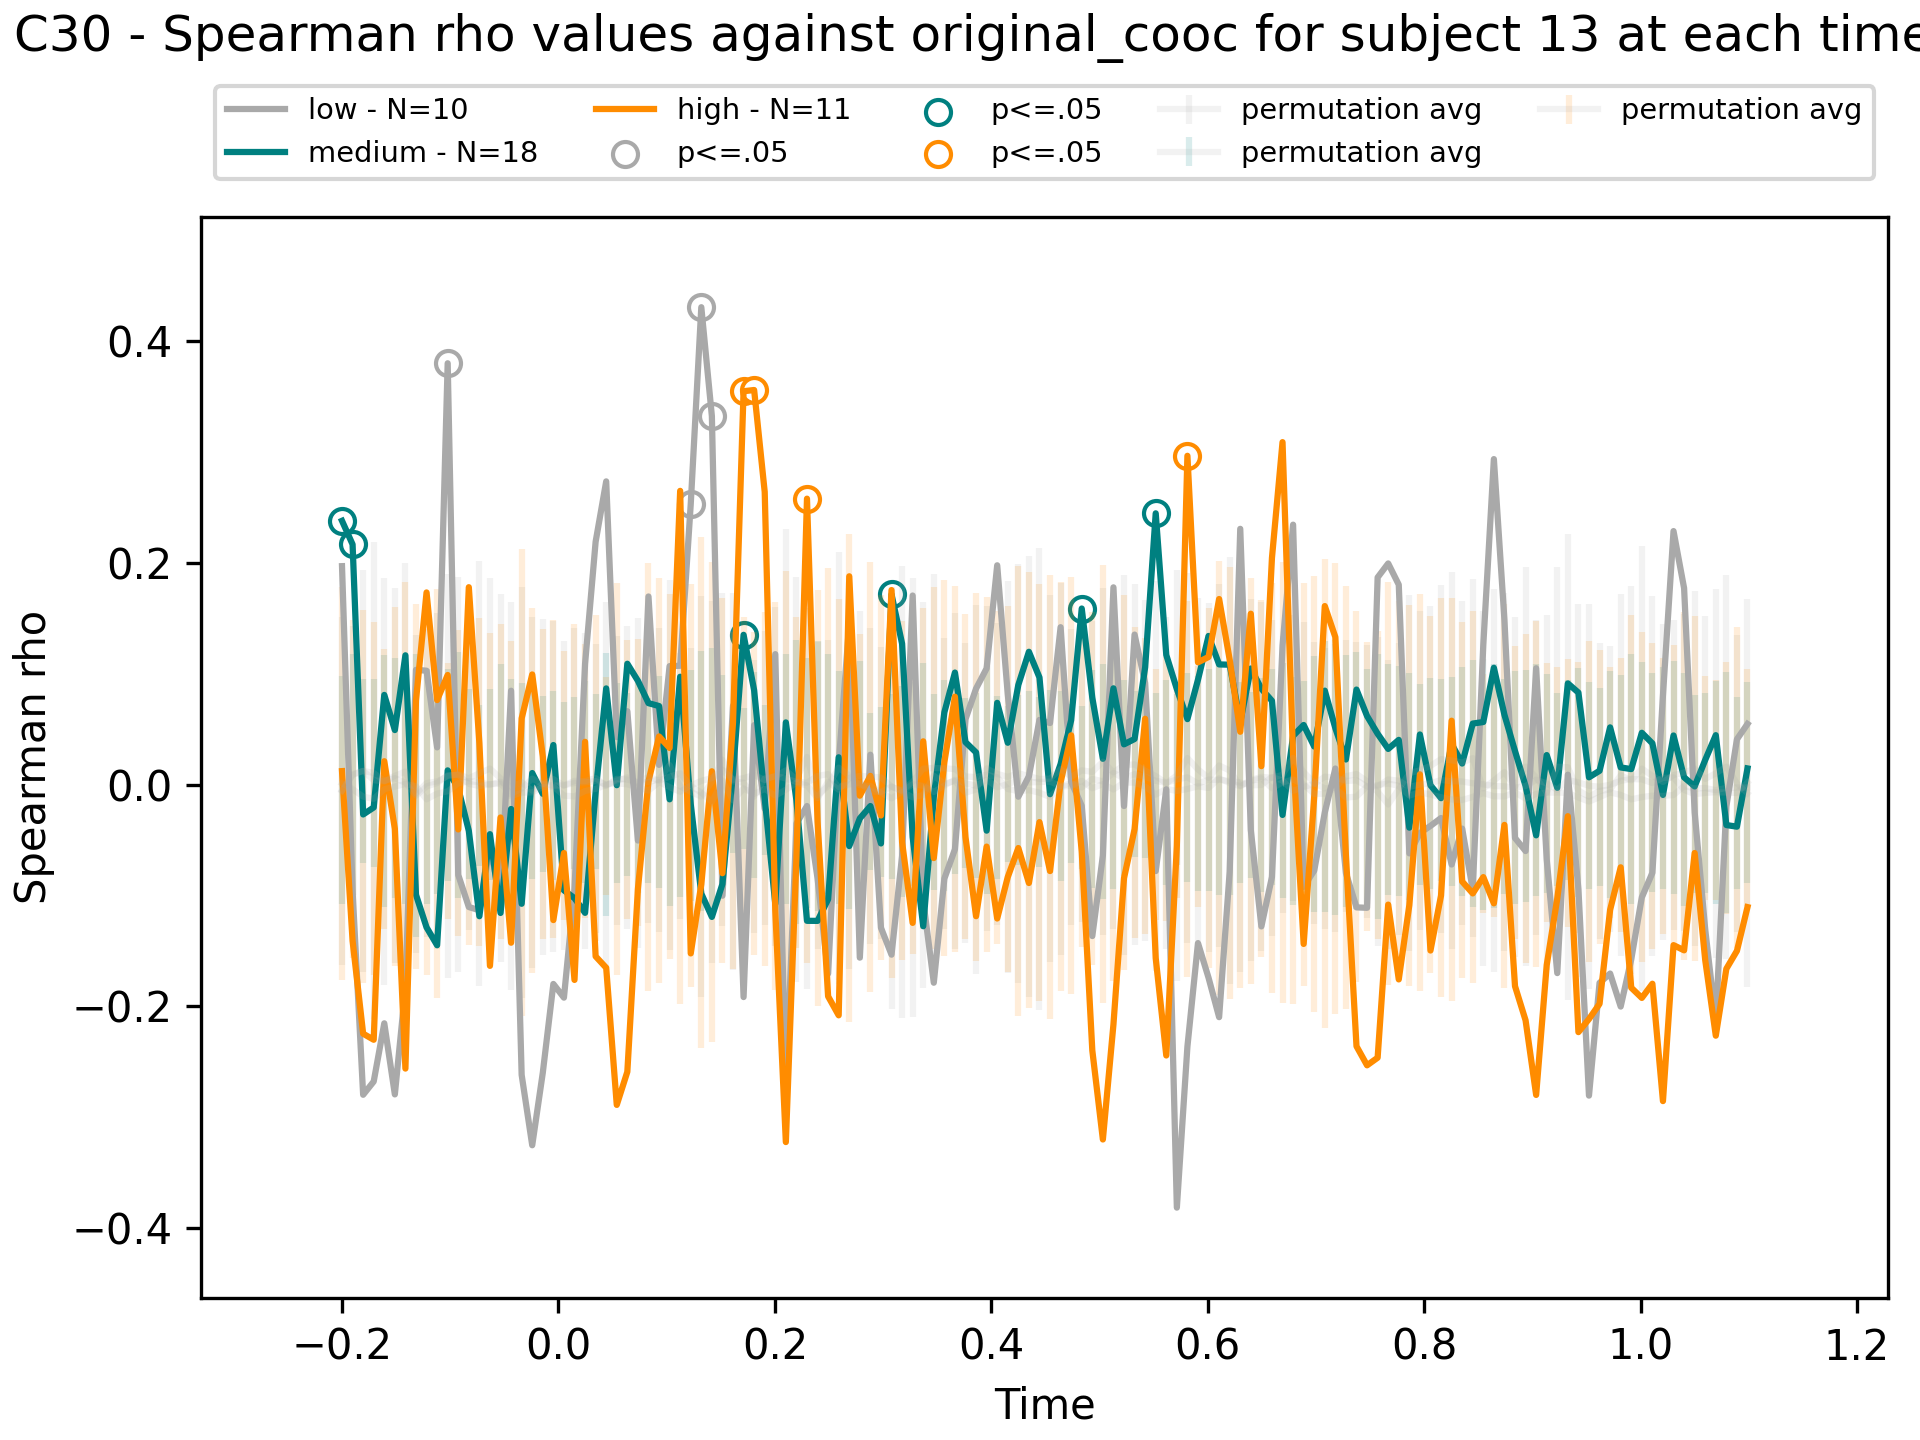 C30 - Spearman rho values against original_cooc for subject 13 at each time
low - N=10
medium - N=18
high - N=11
p<=.05
p<=.05
p<=.05
permutation avg
permutation avg
permutation avg
Spearman rho
0.4
0.2
0.0
−0.2
−0.4
−0.2 0.0 0.2 0.4 0.6 0.8 1.0 1.2
Time